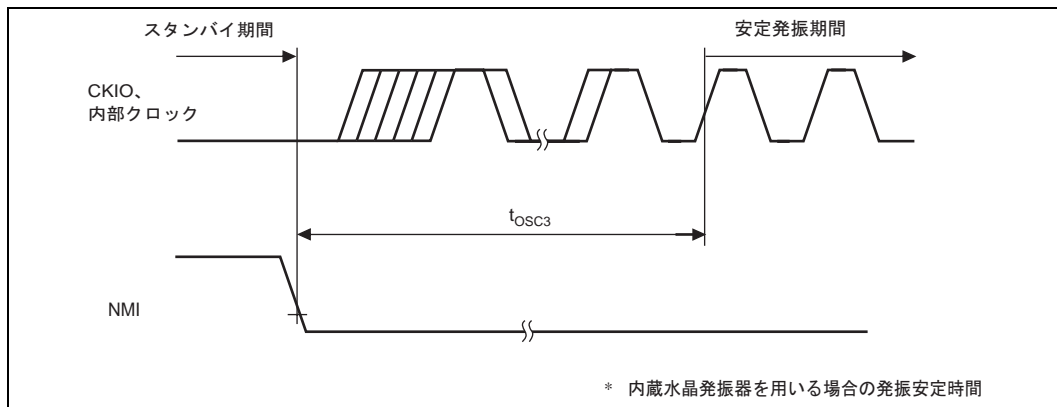 スタンバイ期間
安定発振期間
CKIO、
内部クロック
tOSC3
NMI
* 内蔵水晶発振器を用いる場合の発振安定時間